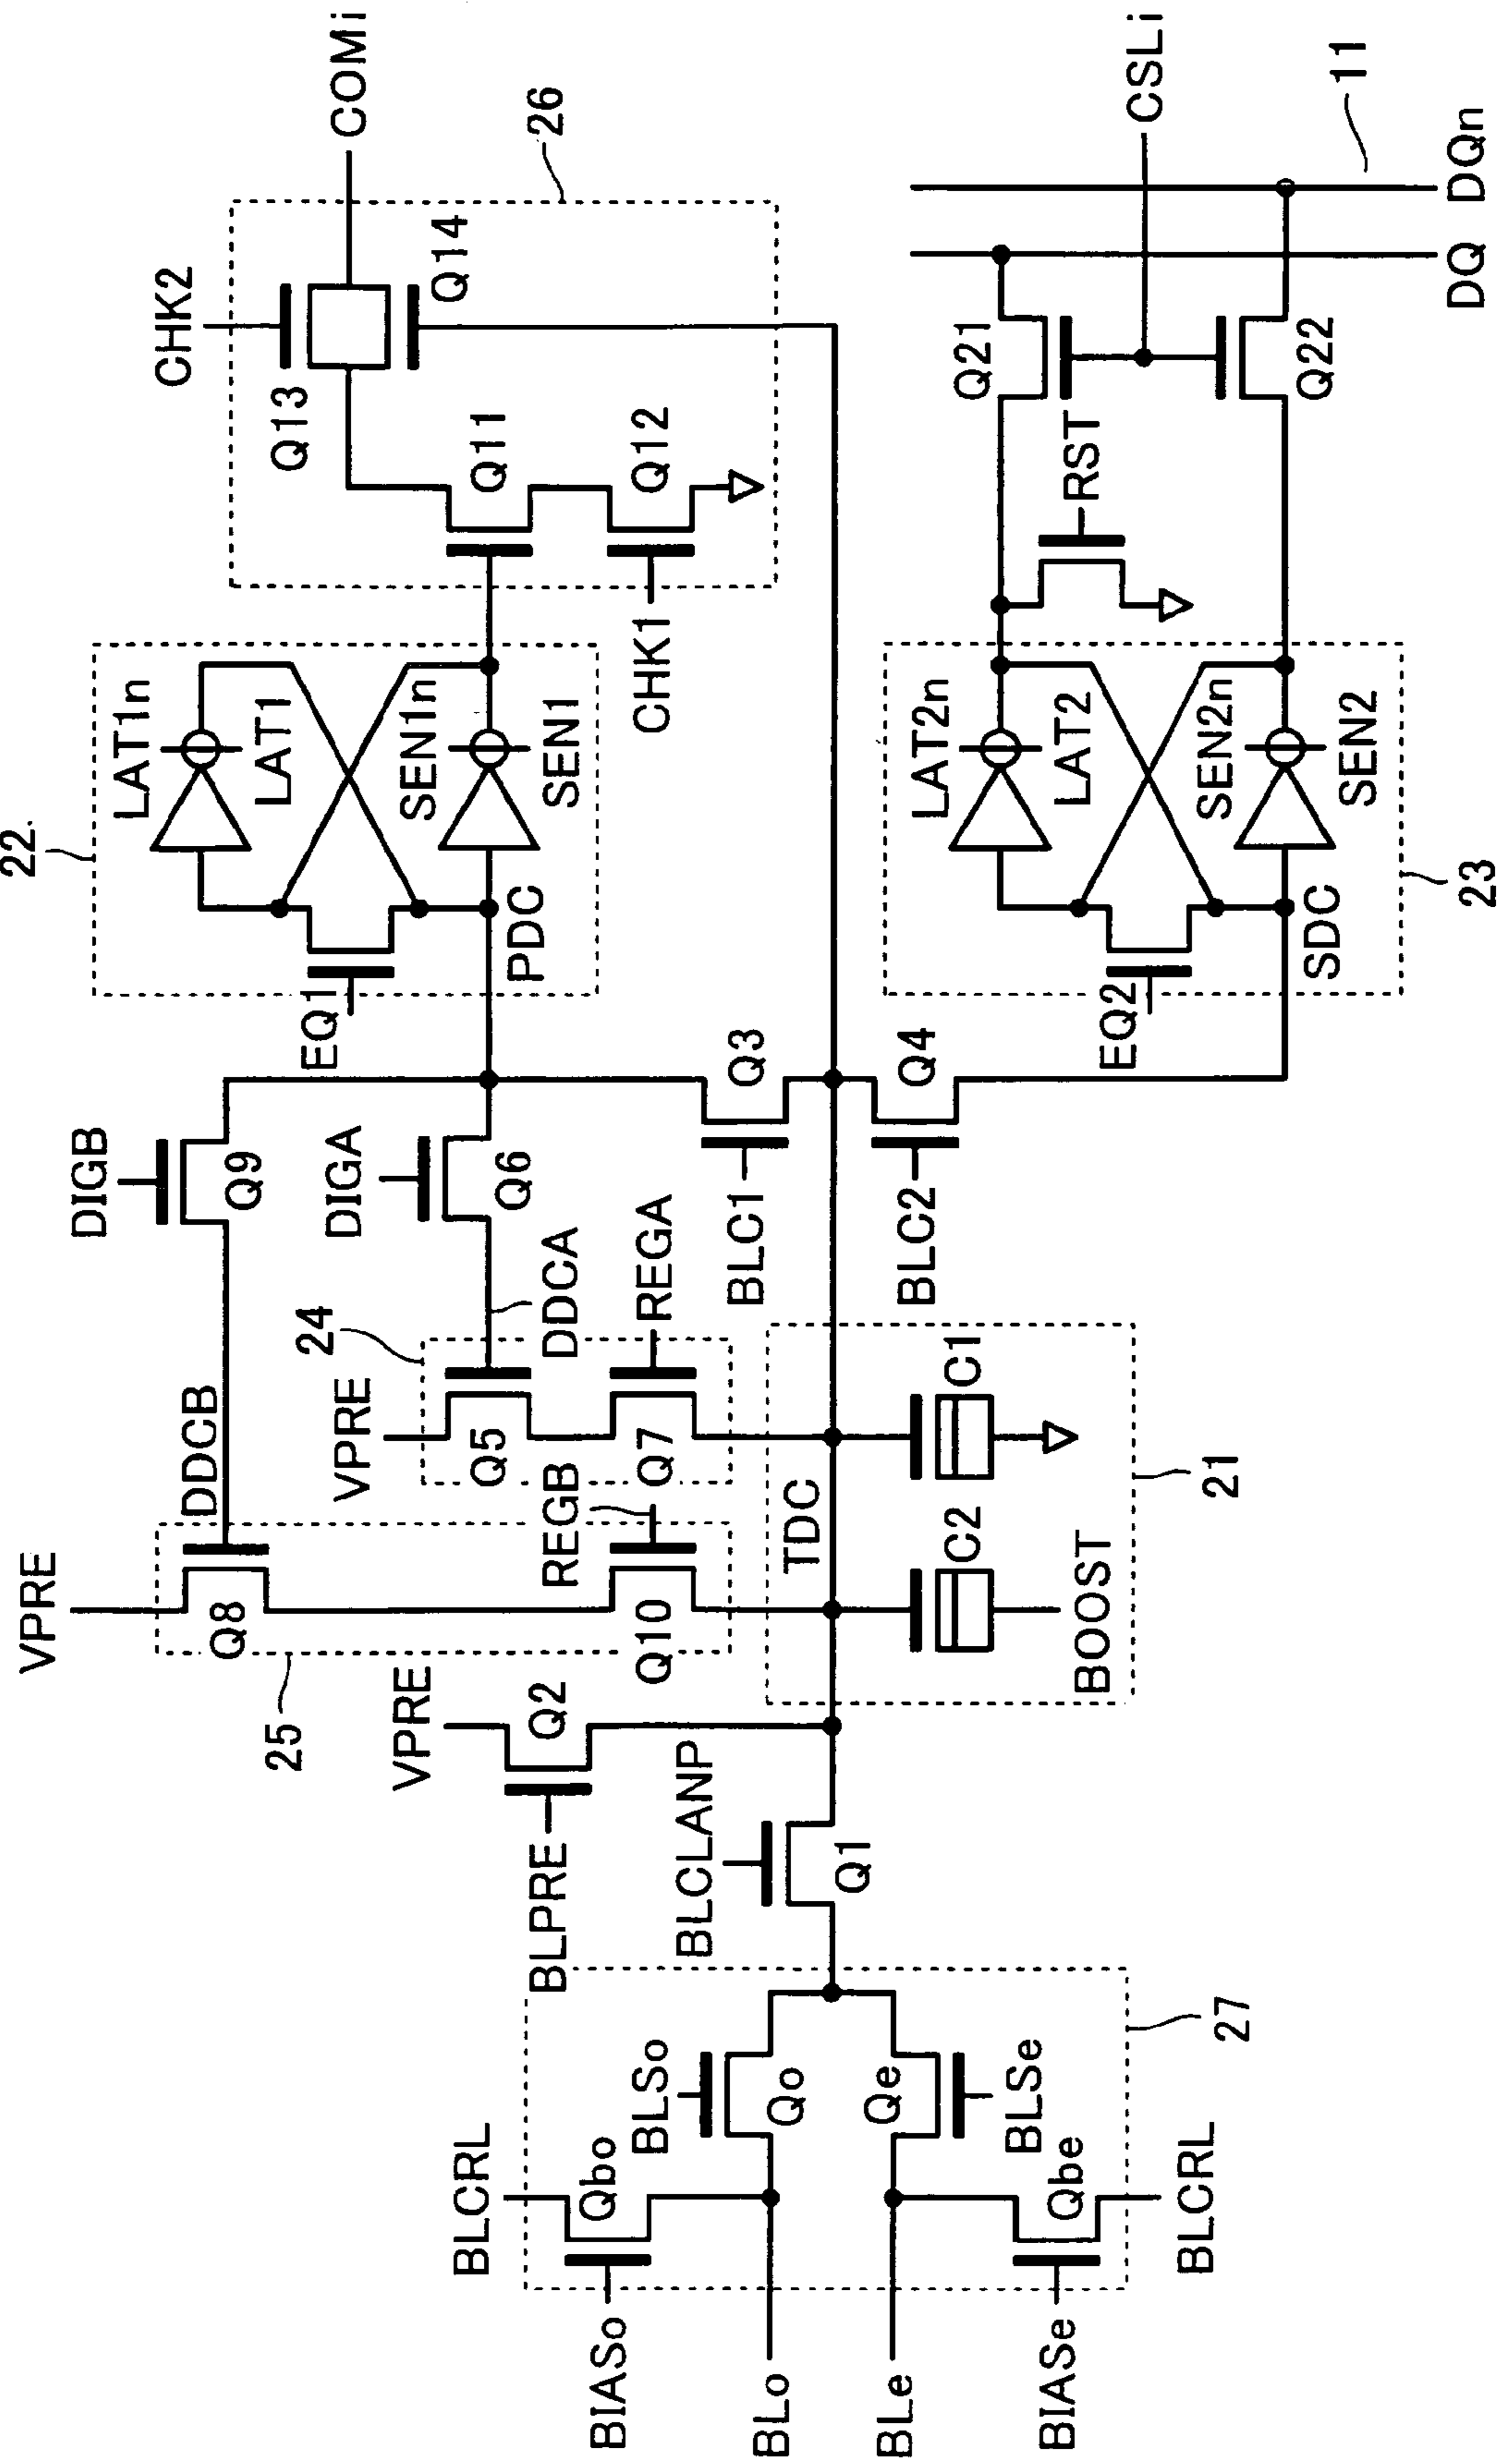 VPRE
DIGB
22.
CHK2
COMi
DDCB
Q9
LAT1n
Q13
Q14
26
Q8
25
VPRE
24
DIGA
EQ1
LAT1
Q11
VPRE
Q5
DDCA
Q6
PDC
SEN1n
SEN1
Q12
BLPRE
Q2
REGB
Q10
Q7
REGA
CHK1
BLCRL
BIASo
Qbo
BLSo
BLCLANP
Q1
TDC
BLC1
Q3
BLo
Qo
BLe
Qe
C2
C1
BLC2
Q4
LAT2n
Q21
BIASe
Qbe
BLSe
BOOST
EQ2
LAT2
RST
CSLi
BLCRL
27
21
SDC
SEN2n
SEN2
Q22
23
11
DQ
DQn